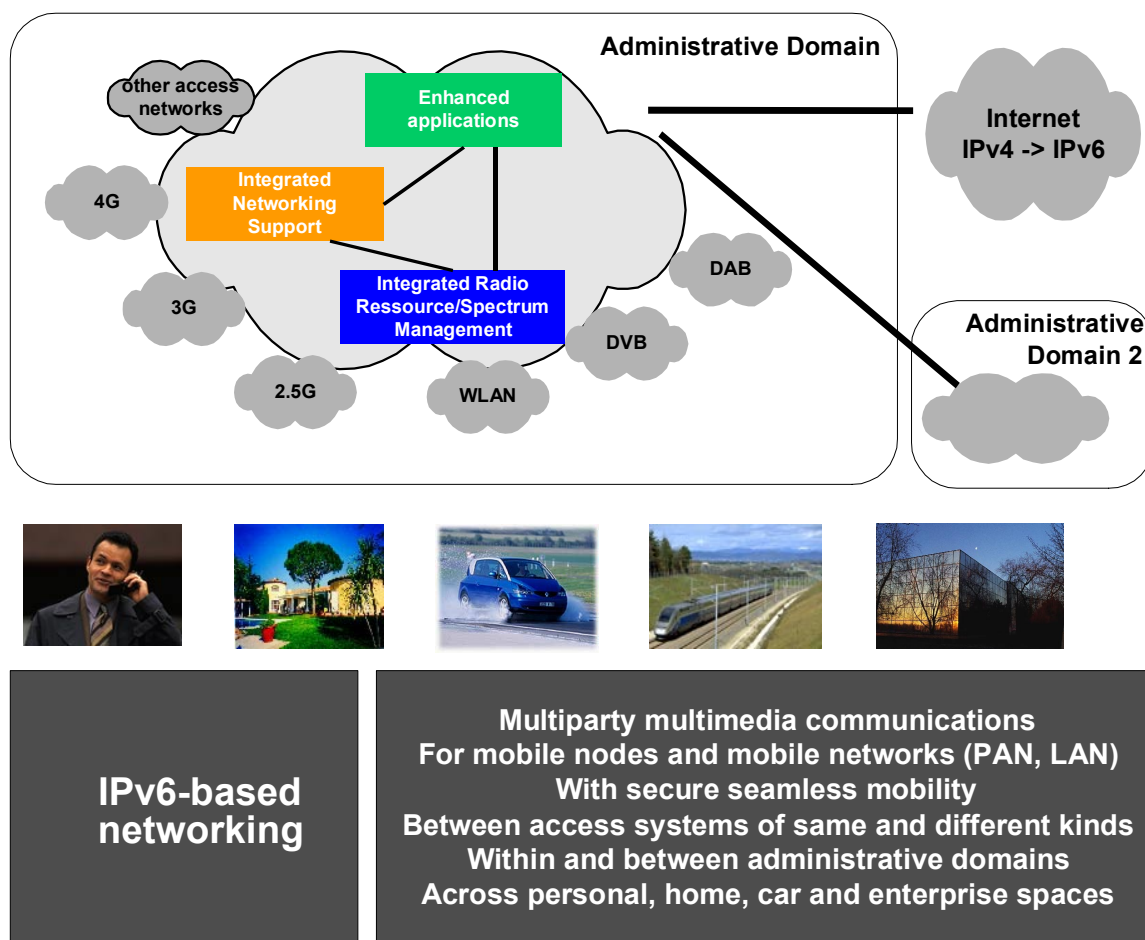 Administrative Domain
other access
networks
Enhanced
applications
Internet
IPv4 -> IPv6
Integrated
Networking
Support
4G
DAB
Integrated Radio
Ressource/Spectrum
Management
3G
DVB
Administrative
Domain 2
2.5G
WLAN
IPv6-based
networking
Multiparty multimedia communications
For mobile nodes and mobile networks (PAN, LAN)
With secure seamless mobility
Between access systems of same and different kinds
Within and between administrative domains
Across personal, home, car and enterprise spaces